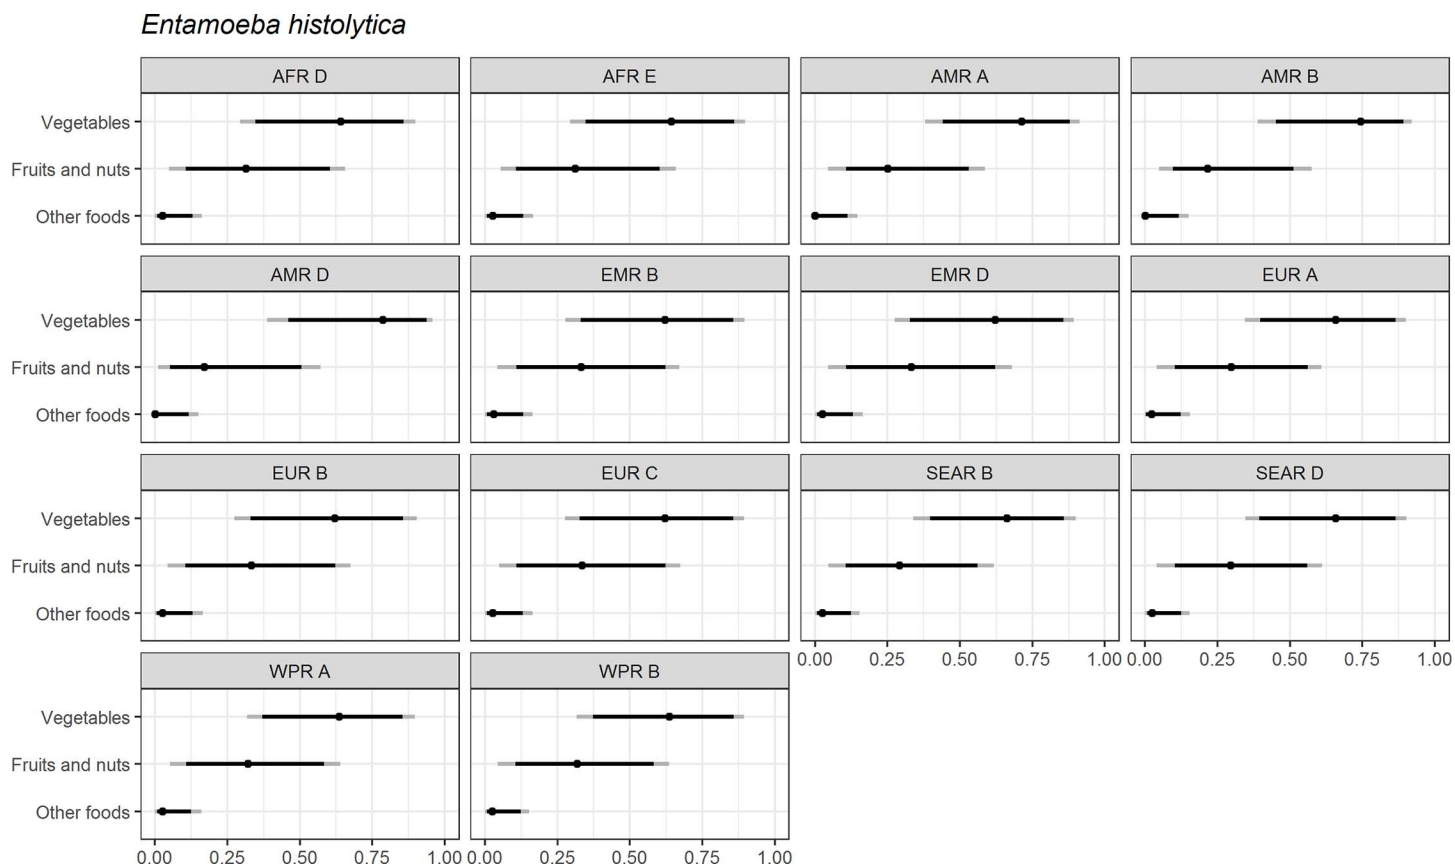 Entamoeba histolytica
AFR D AFR E AMR A AMR B
Vegetables
Fruits and nuts
Other foods
AMR D EMR B EMR D EUR A
Vegetables
Fruits and nuts
Other foods
EUR B EUR C SEAR B SEAR D
Vegetables
Fruits and nuts
Other foods
0.00 0.25 0.50 0.75 1.00 0.00 0.25 0.50 0.75 1.00
WPR A WPR B
Vegetables
Fruits and nuts
Other foods
0.00 0.25 0.50 0.75 1.00 0.00 0.25 0.50 0.75 1.00